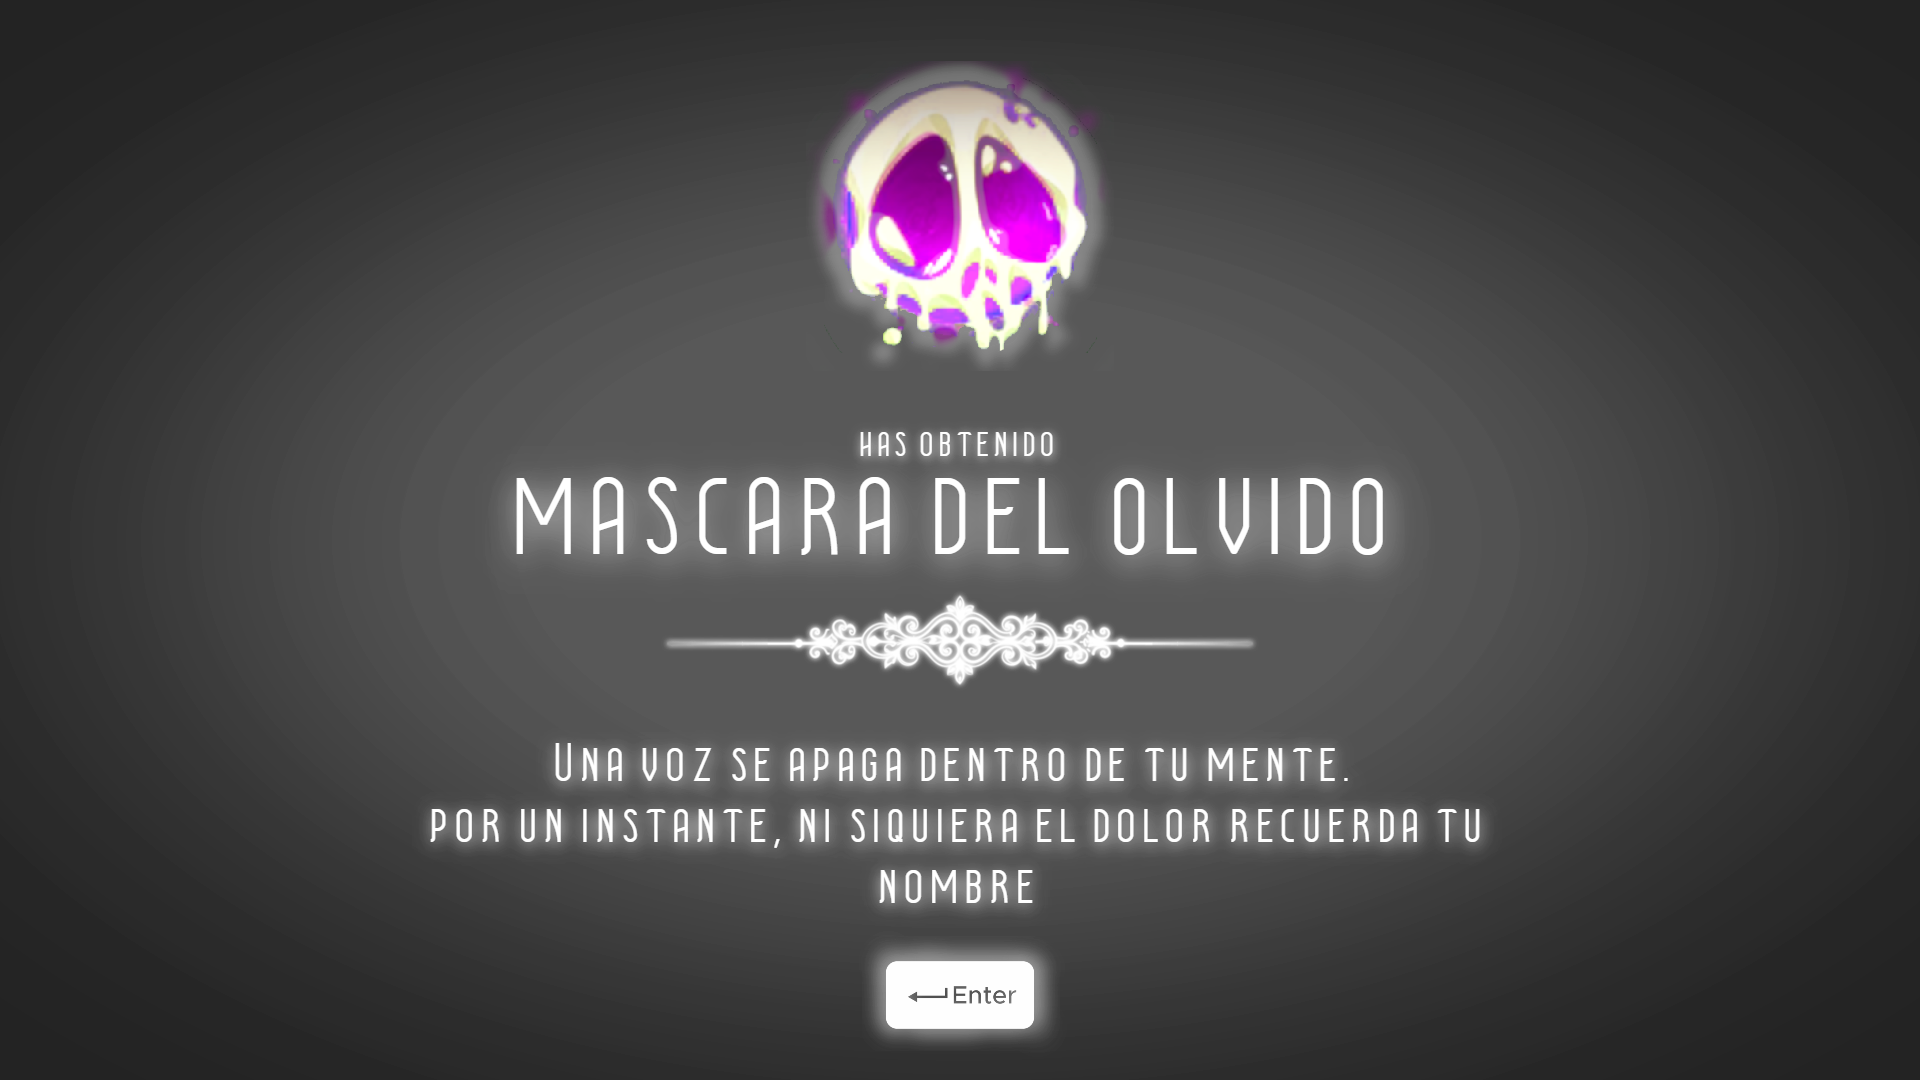 HAS OBTENIDO
MASCARA DEL OLVIDO
UNA VOZ SE APAGA DENTRO DE TU MENTE.
POR UN INSTANTE, NI SIQUIERA EL DOLOR RECUERDA TU
NOMBRE
Enter